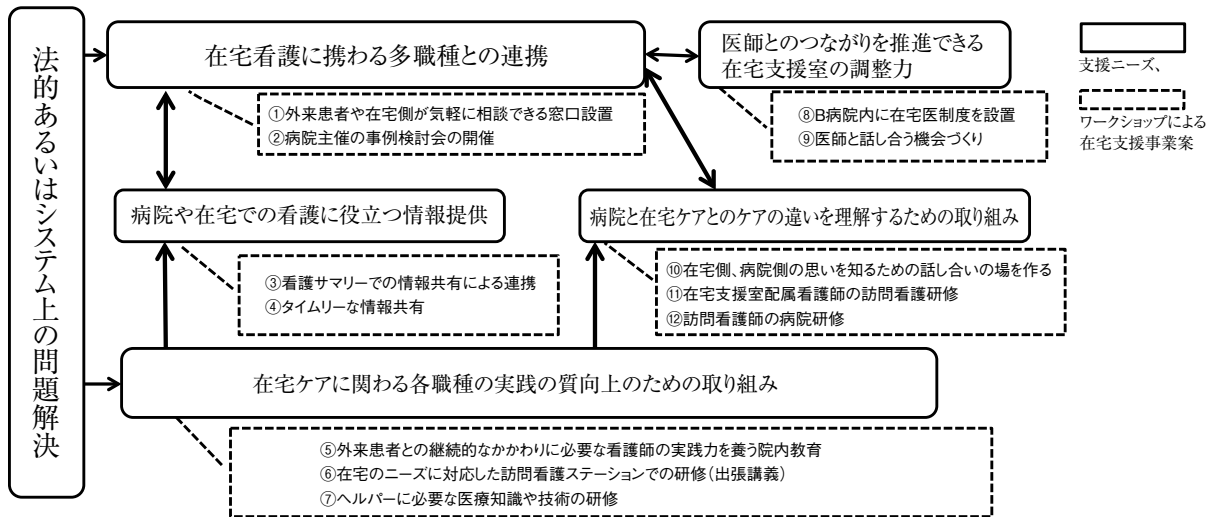 法的あるいはシステム上の問題解決
在宅看護に携わる多職種との連携
①外来患者や在宅側が気軽に相談できる窓口設置
②病院主催の事例検討会の開催
医師とのつながりを推進できる
在宅支援室の調整力
⑧B病院内に在宅医制度を設置
⑨医師と話し合う機会づくり
支援ニーズ、
ワークショップによる
在宅支援事業案
病院や在宅での看護に役立つ情報提供
③看護サマリーでの情報共有による連携
④タイムリーな情報共有
病院と在宅ケアとのケアの違いを理解するための取り組み
⑩在宅側、病院側の思いを知るための話し合いの場を作る
⑪在宅支援室配属看護師の訪問看護研修
⑫訪問看護師の病院研修
在宅ケアに関わる各職種の実践の質向上のための取り組み
⑤外来患者との継続的なかかわりに必要な看護師の実践力を養う院内教育
⑥在宅のニーズに対応した訪問看護ステーションでの研修(出張講義)
⑦ヘルパーに必要な医療知識や技術の研修